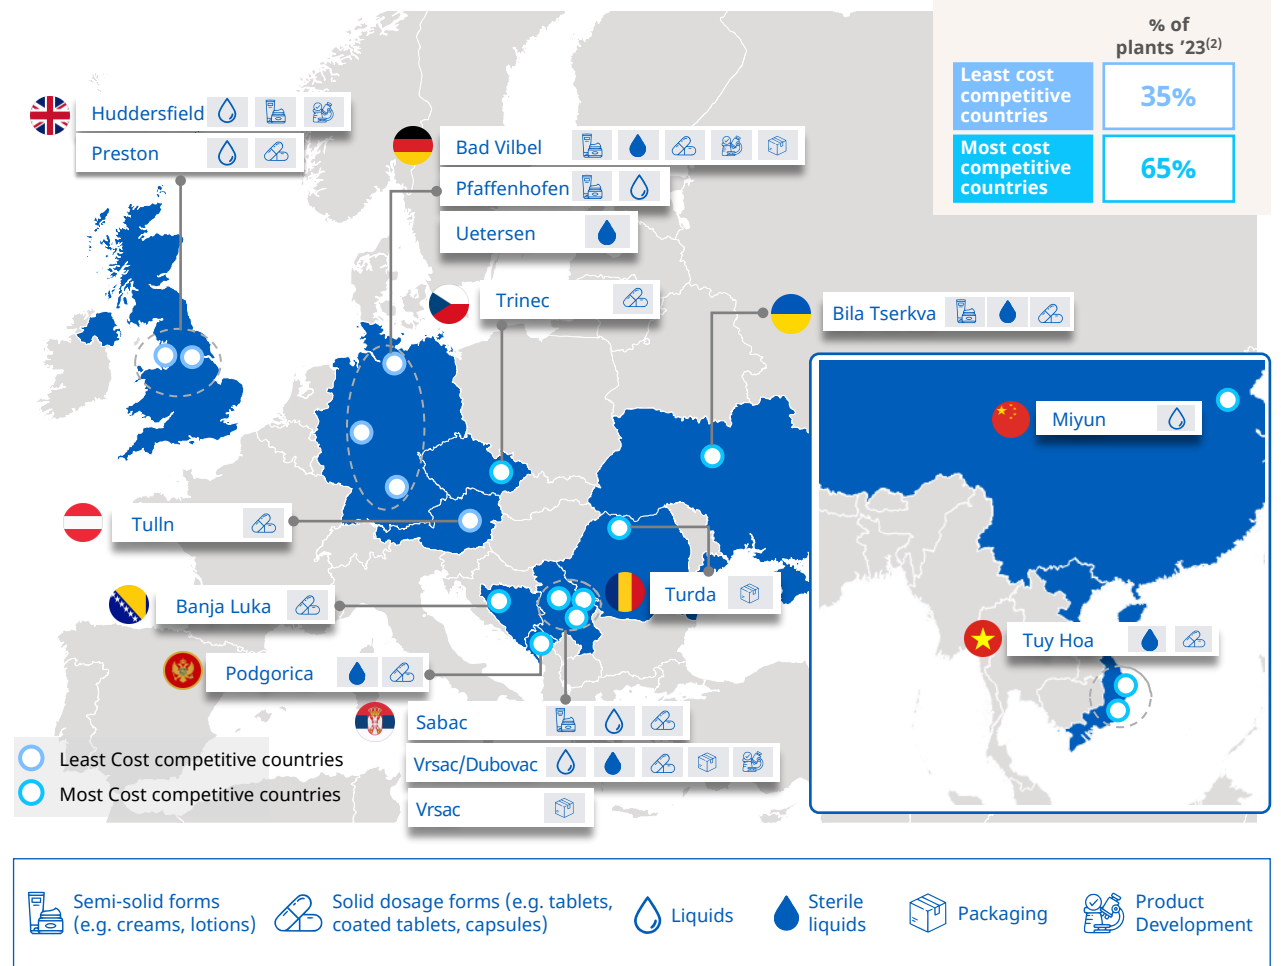 % of
plants ’23(2)
Least cost
competitive
countries
35%
Most cost
competitive
countries
65%
Huddersfield
Preston
Bad Vilbel
Pfaffenhofen
Uetersen
Trinec
Bila Tserkva
Miyun
Tulln
Banja Luka
Turda
Tuy Hoa
Podgorica
Sabac
Vrsac/Dubovac
Vrsac
Least Cost competitive countries
Most Cost competitive countries
Semi-solid forms
(e.g. creams, lotions)
Solid dosage forms (e.g. tablets,
coated tablets, capsules)
Liquids
Sterile
liquids
Packaging
Product
Development